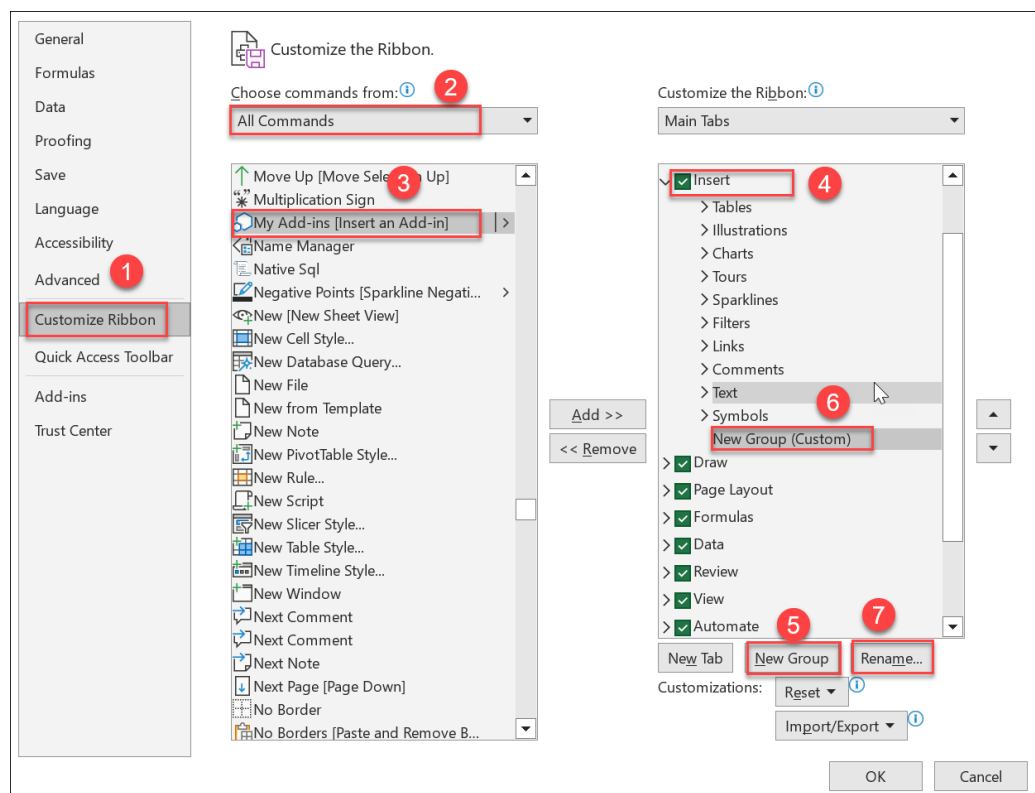 General
Formulas
Data
Proofing
Save
Language
Accessibility
Advanced
1
Customize Ribbon
Quick Access Toolbar
Add-ins
Trust Center
Customize the Ribbon.
Choose commands from:
2
All Commands
Move Up [Move Sele Up]
3
Multiplication Sign
My Add-ins [Insert an Add-in]
Name Manager
Native Sql
Negative Points [Sparkline Negati...
New [New Sheet View]
New Cell Style...
New Database Query...
New File
New from Template
New Note
New PivotTable Style...
New Rule...
New Script
New Slicer Style...
New Table Style...
New Timeline Style...
New Window
Next Comment
Next Comment
Next Note
Next Page [Page Down]
No Border
No Borders [Paste and Remove B...
Add >>
<< Remove
Customize the Ribbon:
Main Tabs
Insert
4
Tables
Illustrations
Charts
Tours
Sparklines
Filters
Links
Comments
Text
6
Symbols
New Group (Custom)
Draw
Page Layout
Formulas
Data
Review
View
Automate
5
7
New Tab
New Group
Rename...
Customizations:
Reset
Import/Export
OK
Cancel